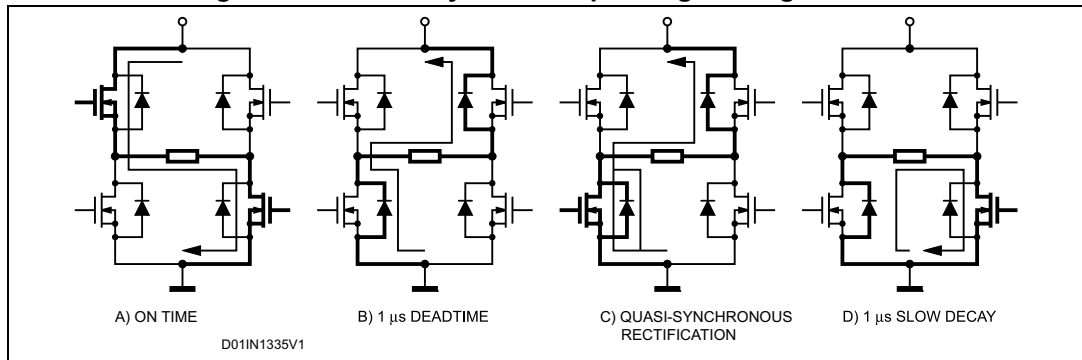 A) ON TIME
B) 1 μs DEADTIME
C) QUASI-SYNCHRONOUS
RECTIFICATION
D) 1 μs SLOW DECAY
D01IN1335V1